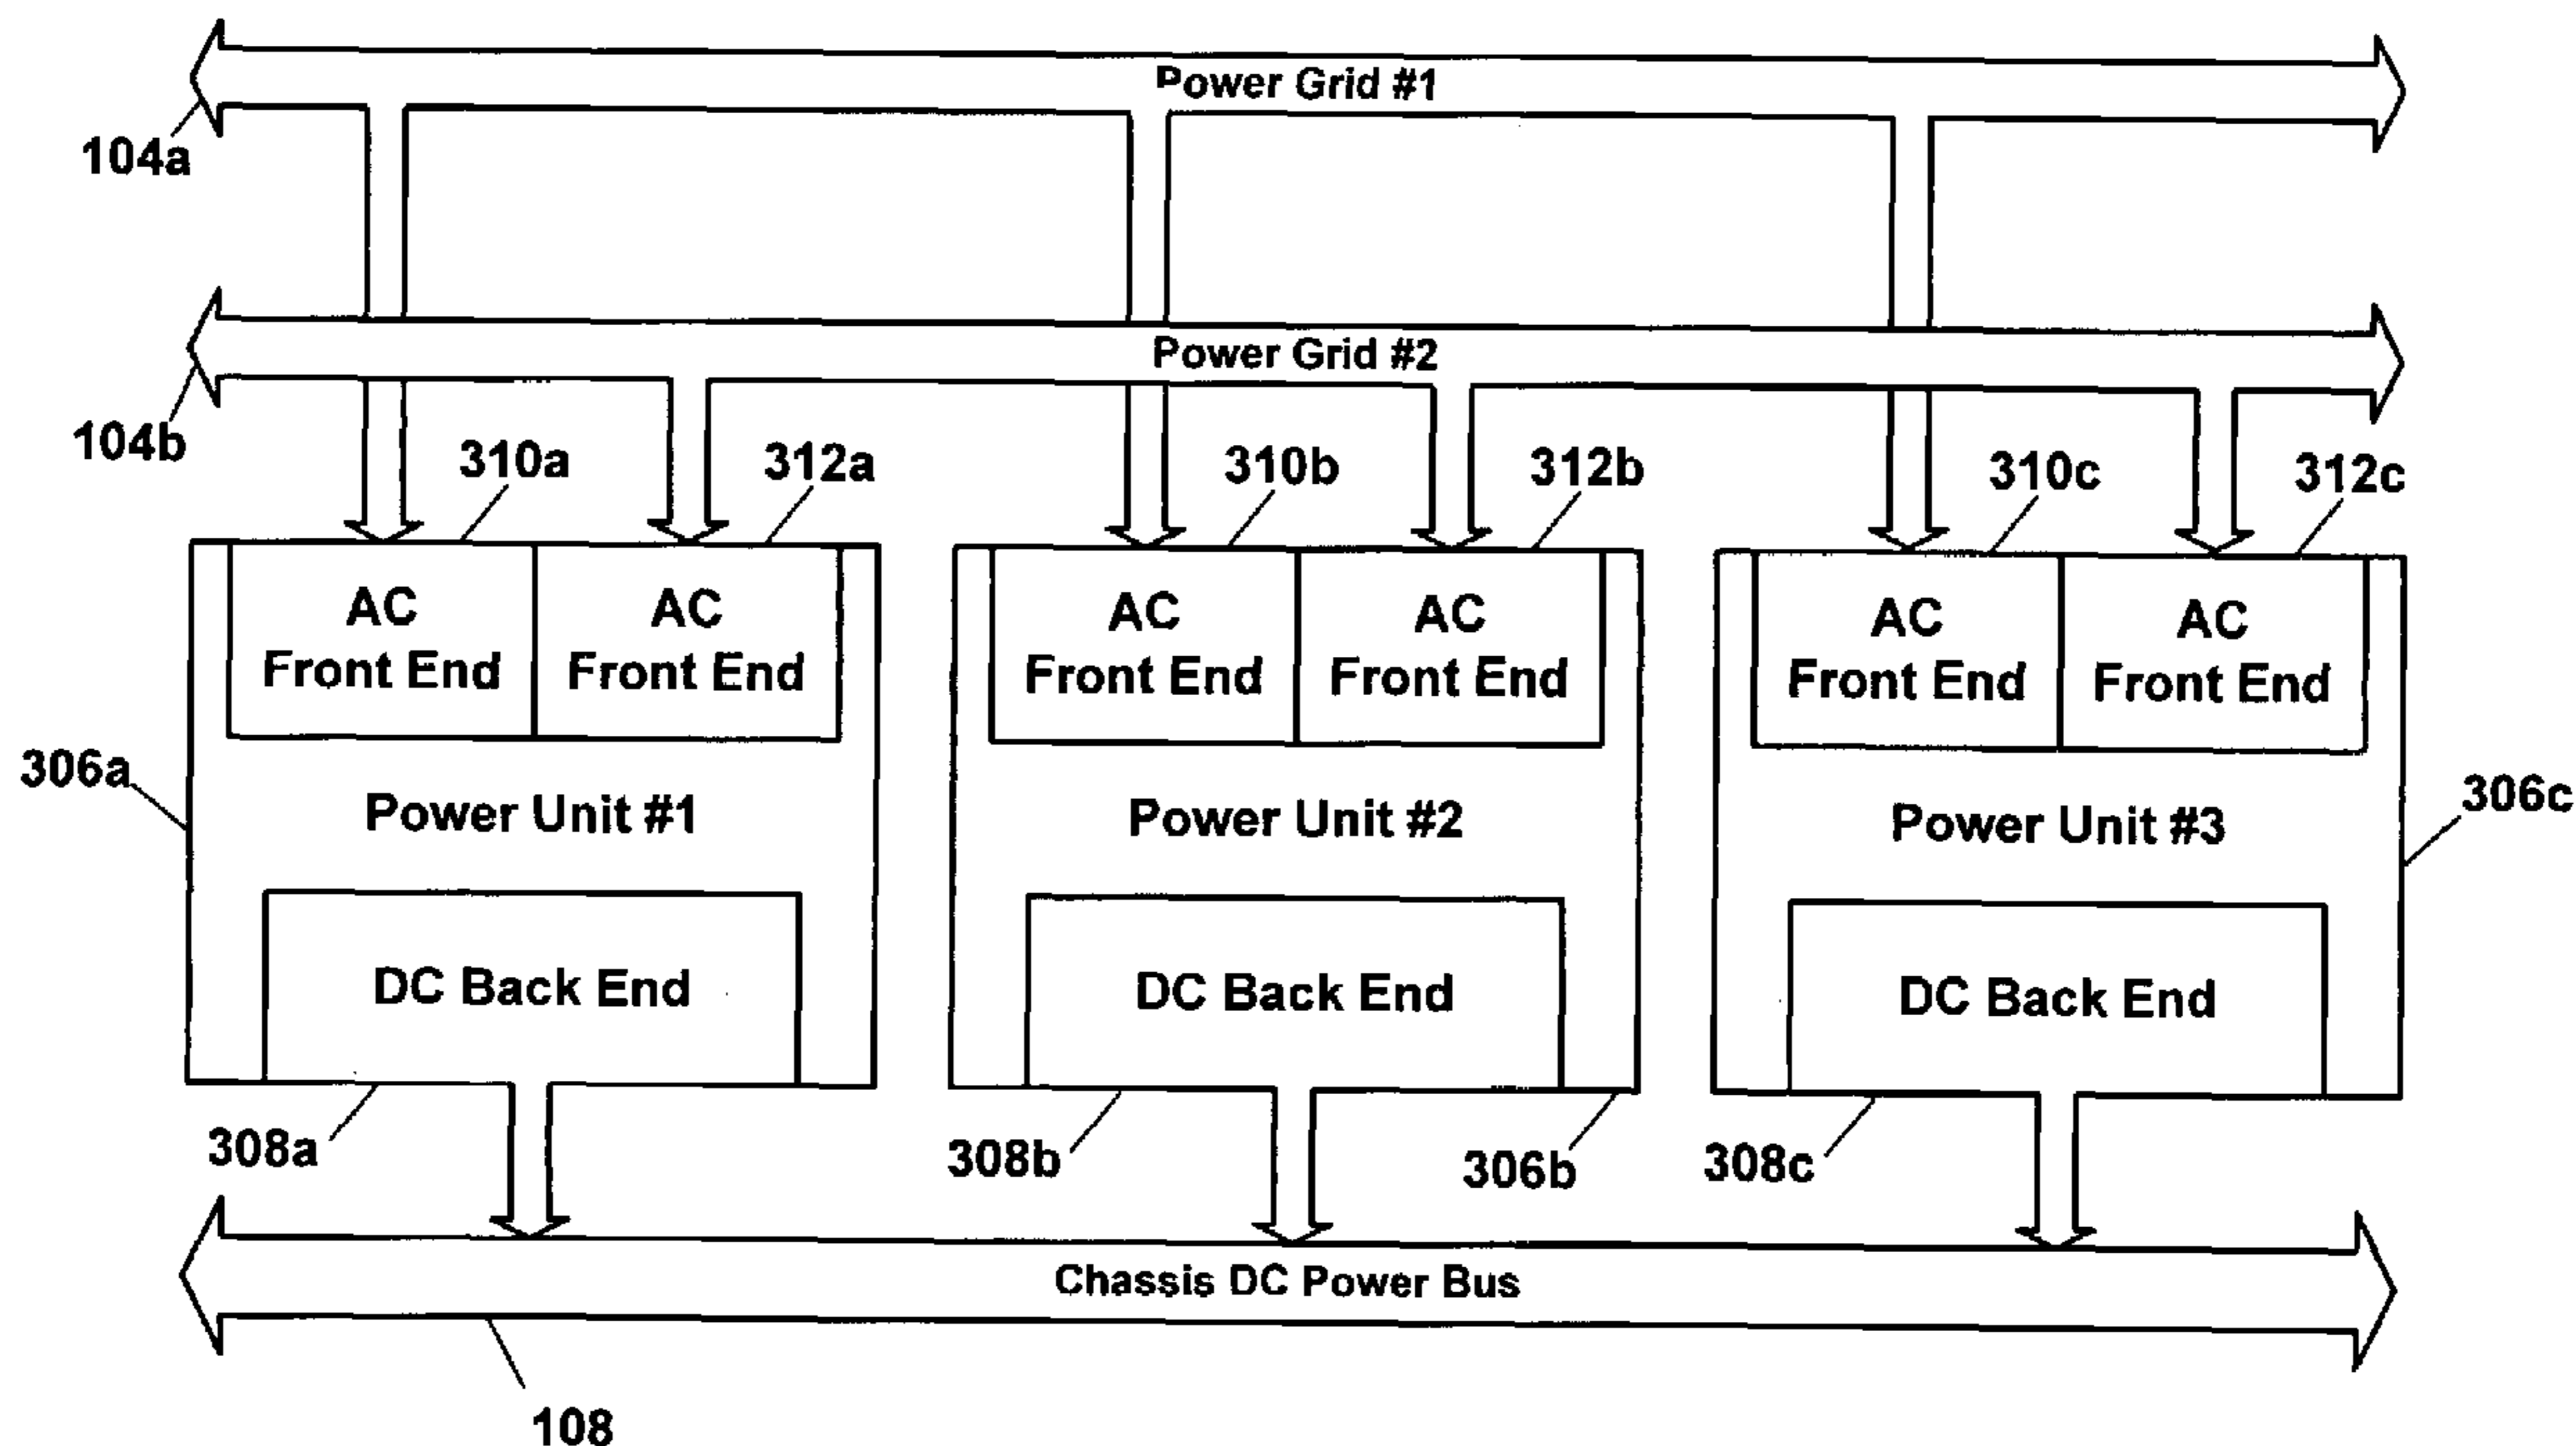 Power Grid #1
104a
Power Grid #2
104b
310a
312a
310b
312b
310c
312c
AC
Front End
AC
Front End
AC
Front End
AC
Front End
AC
Front End
AC
Front End
306a
Power Unit #1
Power Unit #2
Power Unit #3
306c
DC Back End
DC Back End
DC Back End
308a
308b
306b
308c
Chassis DC Power Bus
108